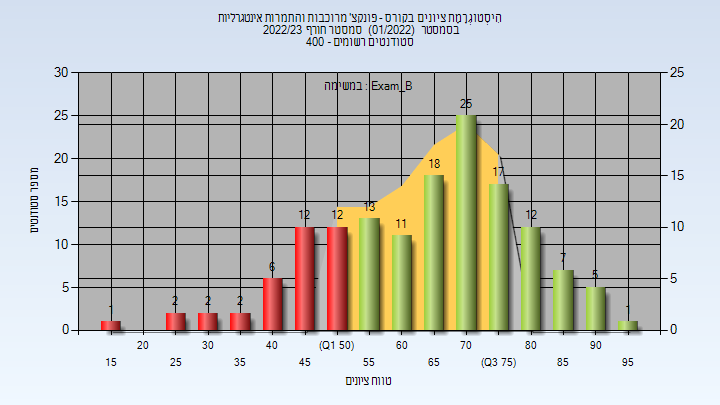 היסטוגרמת ציונים בקורס - פונקצ' מרוכבות והתמרות אינטגרליות
בסמסטר (01/2022) סמסטר חורף 2022/23
סטודנטים רשומים - 400
30 25
במשימה : Exam_B
25 20 15 10 5 0
20 15 10 5 0
מספר סטודנטים
1 2 2 2 6 12 12 13 11 18 25 17 12 7 5 1
20 30 40 (Q1 50) 60 70 80 90
15 25 35 45 55 65 (Q3 75) 85 95
טווח ציונים